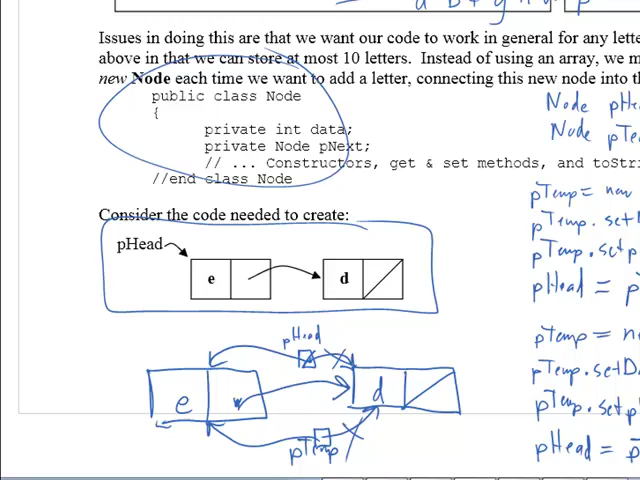 Issues in doing this are that we want our code to work in general for any lette
above in that we can store at most 10 letters. Instead of using an array, we m
new Node each time we want to add a letter, connecting this new node into th
public class Node
{
private int data;
private Node pNext;
// ... Constructors, get & set methods, and toStri
//end class Node
Node pHe
Node pTe
Consider the code needed to create:
pHead
e d
pTemp = new
pTemp.setD
pTemp.setp
pHead = p
pHead
e d
pTemp
pTemp = n
pTemp.setDa
pTemp.setp
pHead = p